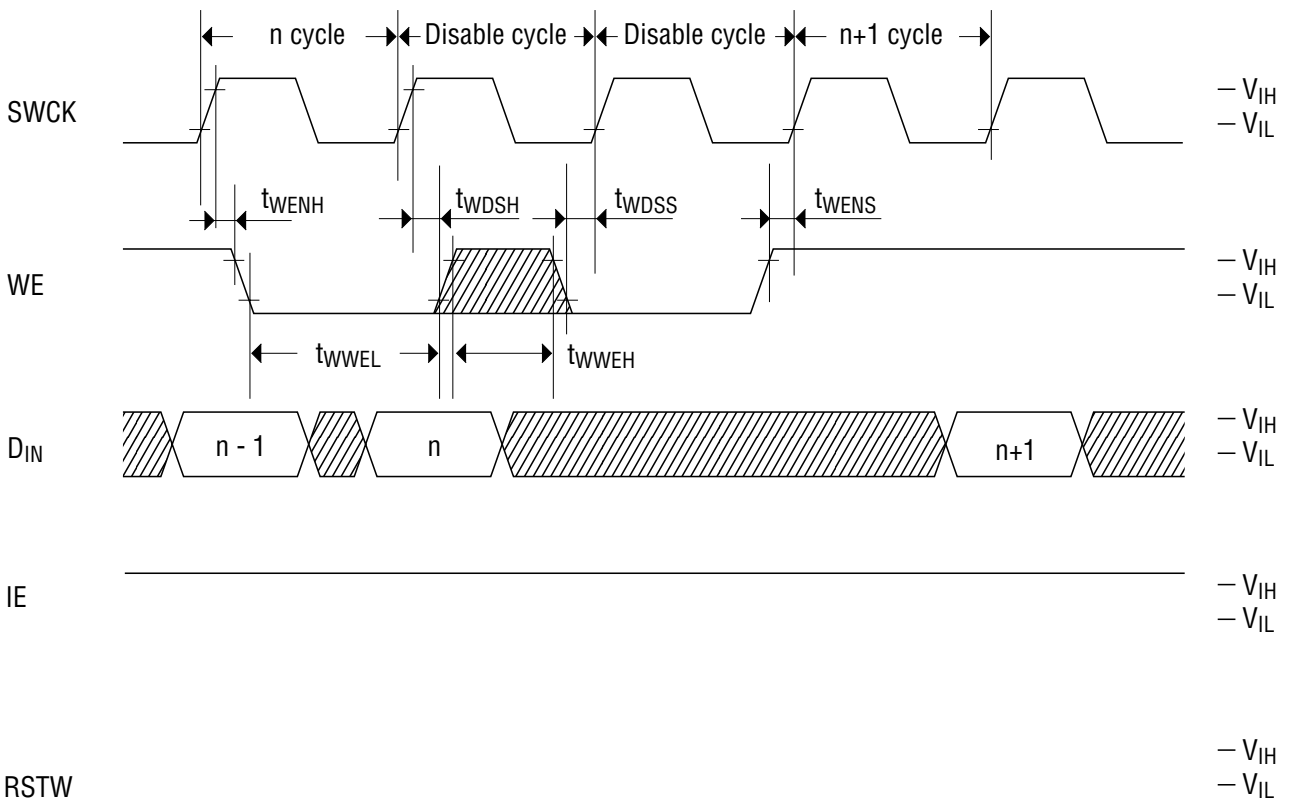 n cycle Disable cycle Disable cycle n+1 cycle
SWCK
VIH
VIL
tWENH tWDSH tWDSS tWENS
WE
VIH
VIL
tWWEL tWWEH
DIN
n - 1 n n+1
VIH
VIL
IE
VIH
VIL
RSTW
VIH
VIL